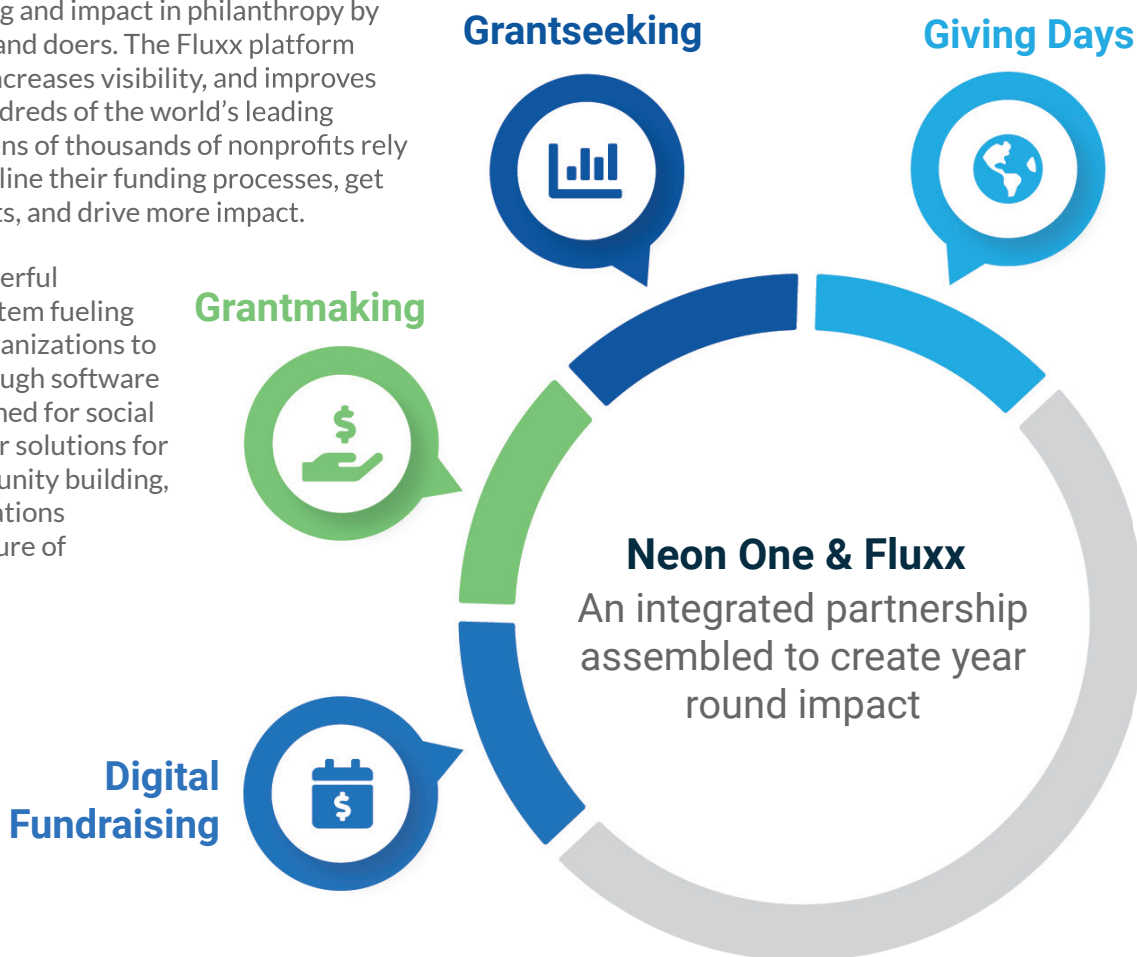 g and impact in philanthropy by
and doers. The Fluxx platform
ncreases visibility, and improves
dreds of the world’s leading
ns of thousands of nonprofits rely
line their funding processes, get
ts, and drive more impact.
erful
tem fueling
anizations to
ugh software
ned for social
r solutions for
unity building,
ations
ure of
Grantseeking
Giving Days
Grantmaking
Digital
Fundraising
Neon One & Fluxx
An integrated partnership
assembled to create year
round impact